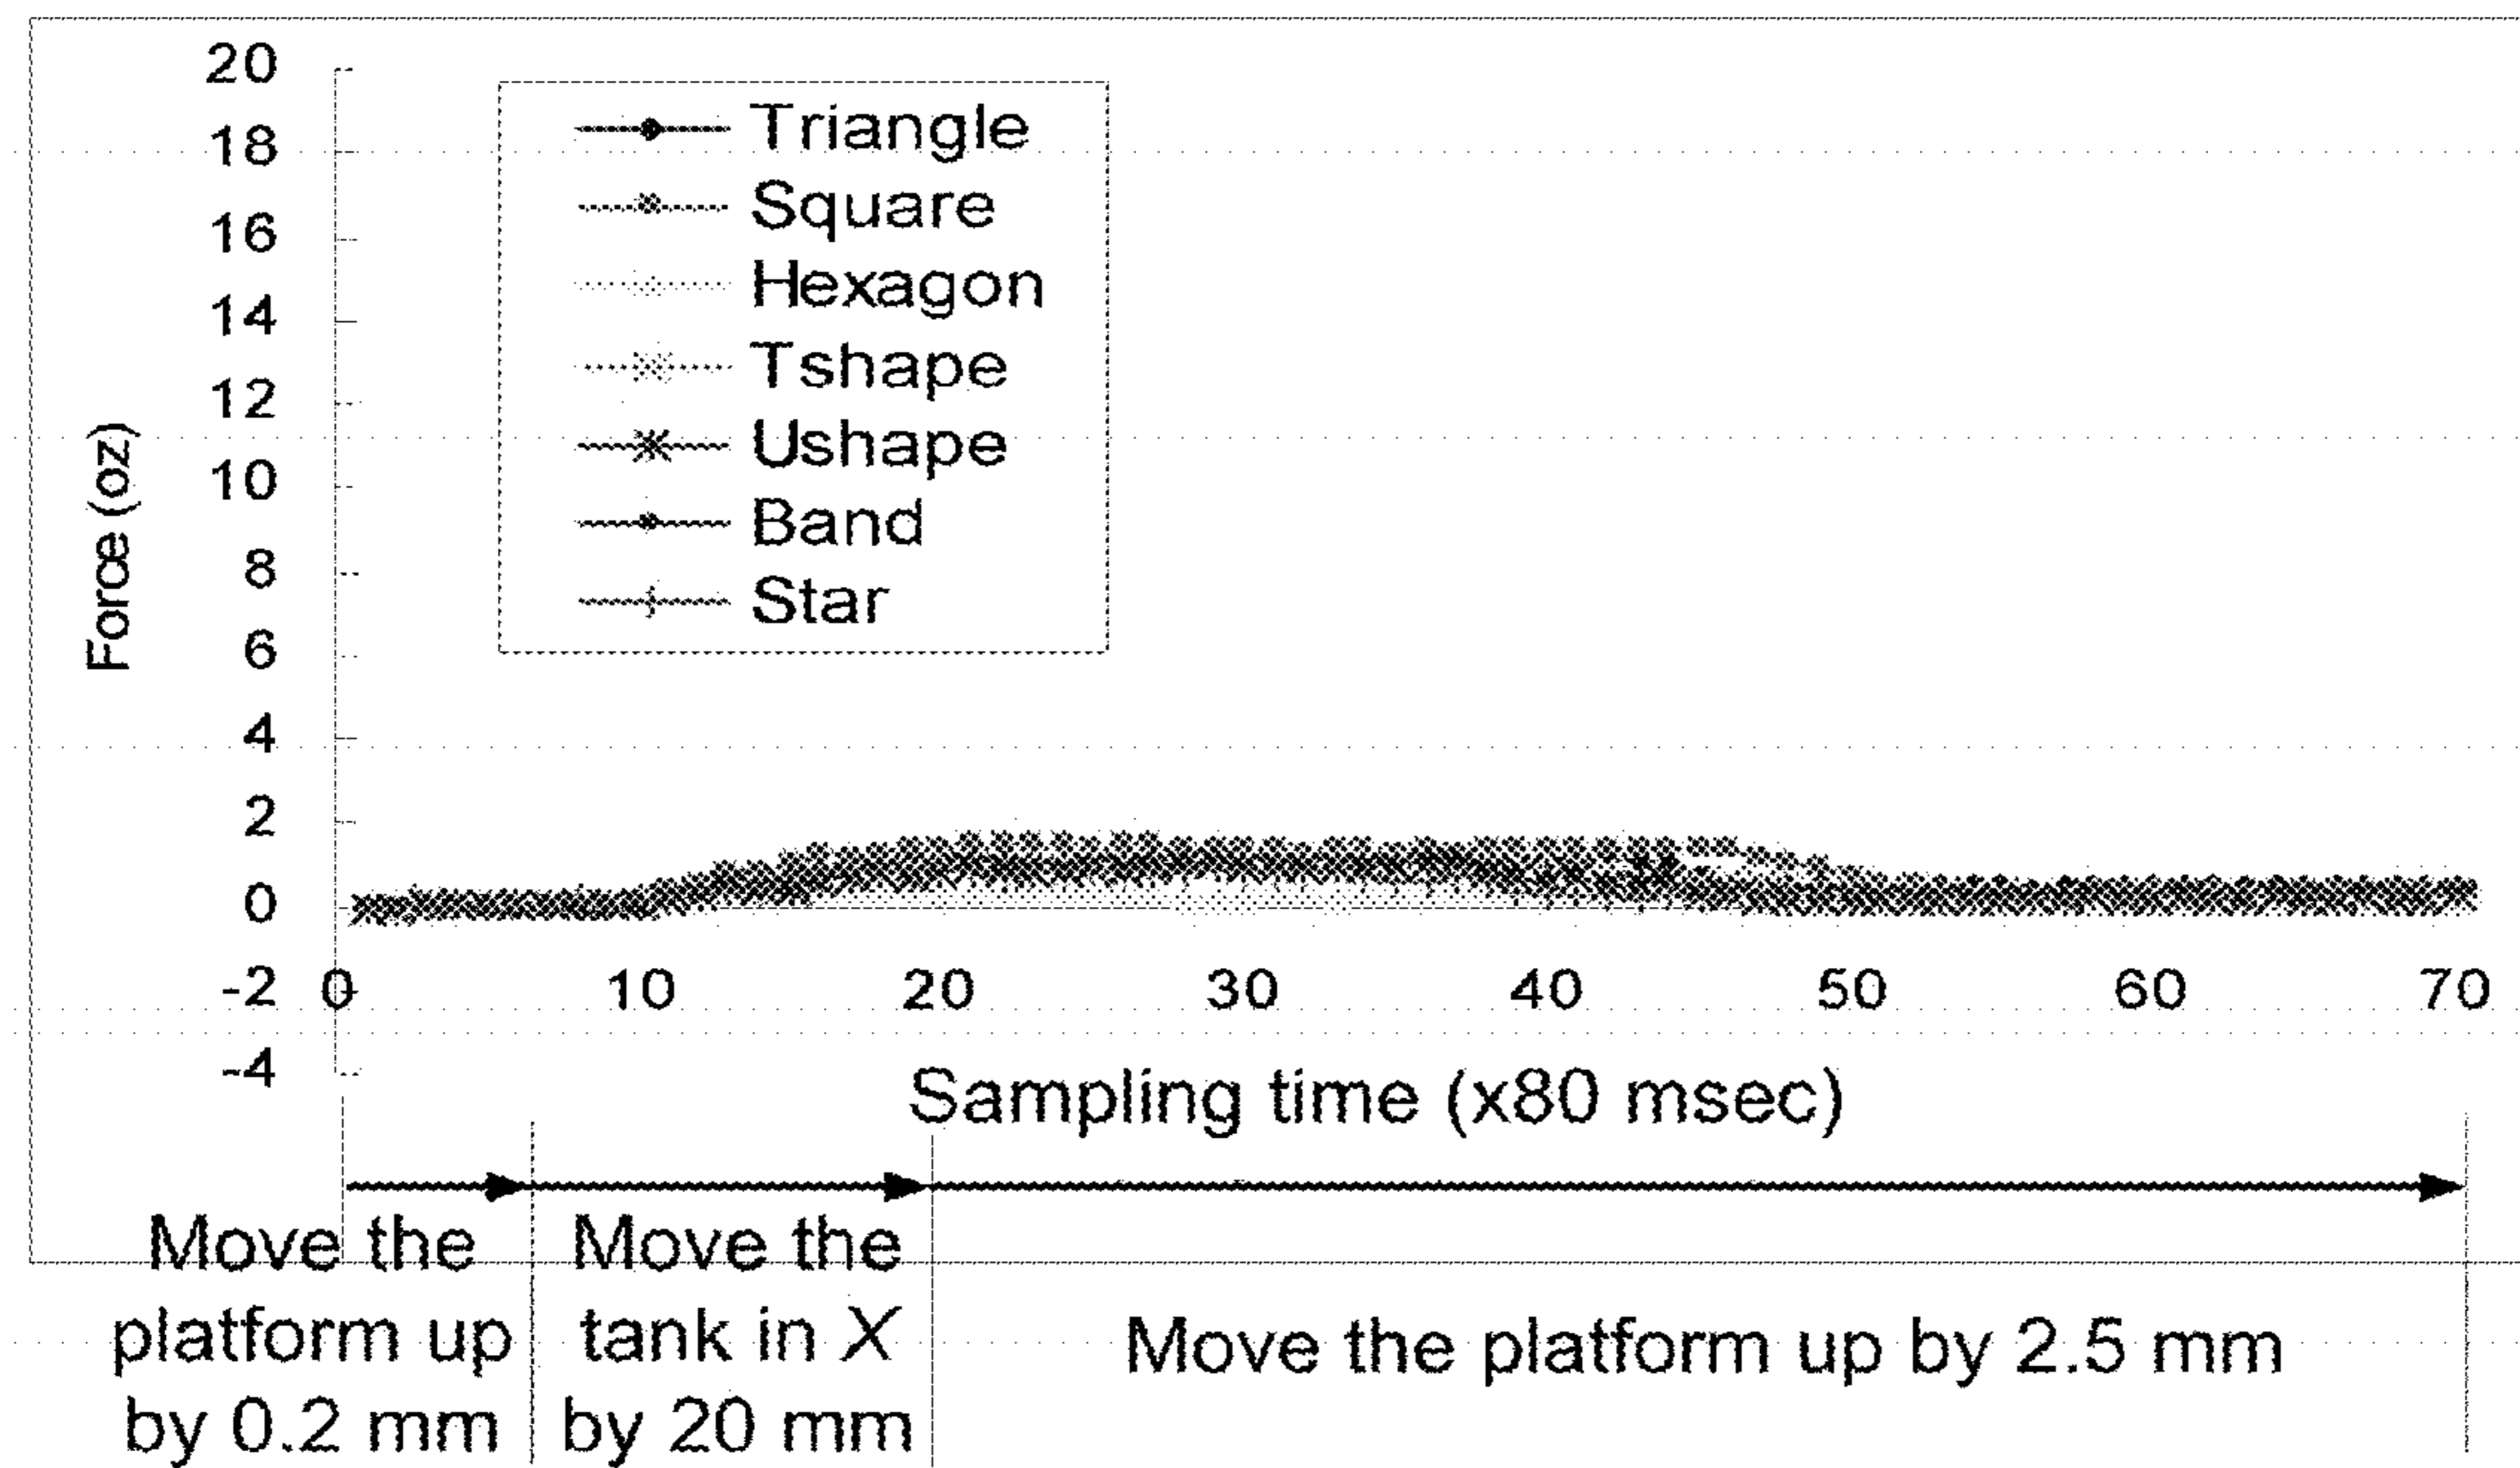 20
18
16
14
12
10
8
6
4
2
0
-2
-4
Force (oz)
Triangle
Square
Hexagon
Tshape
Ushape
Band
Star
0 10 20 30 40 50 60 70
Sampling time (x80 msec)
Move the
platform up
by 0.2 mm
Move the
tank in X
by 20 mm
Move the platform up by 2.5 mm